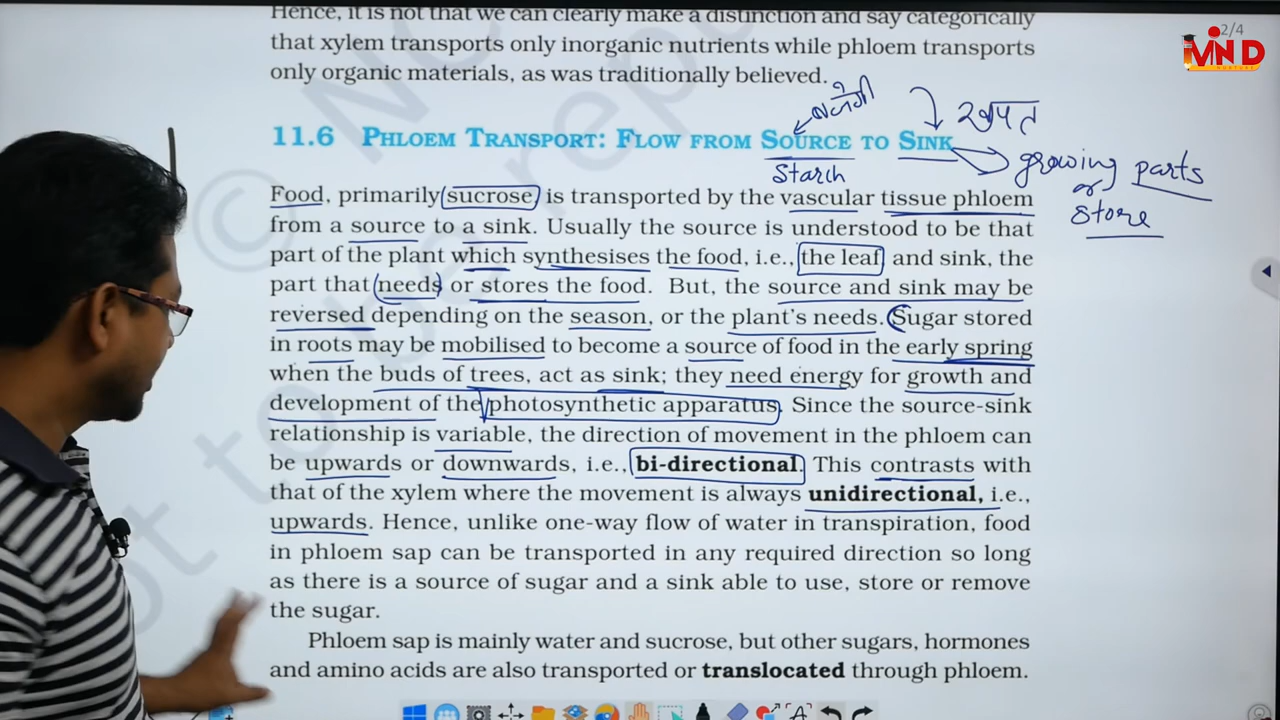 Hence, it is not that we can clearly make a distinction and say categorically
that xylem transports only inorganic nutrients while phloem transports
only organic materials, as was traditionally believed.
2/4
MIND
11.6 PHLOEM TRANSPORT: FLOW FROM SOURCE TO SINK
खपत
Starch
growing parts
or
store
Food, primarily sucrose is transported by the vascular tissue phloem
from a source to a sink. Usually the source is understood to be that
part of the plant which synthesises the food, i.e., the leaf and sink, the
part that needs or stores the food. But, the source and sink may be
reversed depending on the season, or the plant's needs. Sugar stored
in roots may be mobilised to become a source of food in the early spring
when the buds of trees, act as sink; they need energy for growth and
development of the photosynthetic apparatus. Since the source-sink
relationship is variable, the direction of movement in the phloem can
be upwards or downwards, i.e., bi-directional. This contrasts with
that of the xylem where the movement is always unidirectional, i.e.,
upwards. Hence, unlike one-way flow of water in transpiration, food
in phloem sap can be transported in any required direction so long
as there is a source of sugar and a sink able to use, store or remove
the sugar.
Phloem sap is mainly water and sucrose, but other sugars, hormones
and amino acids are also transported or translocated through phloem.